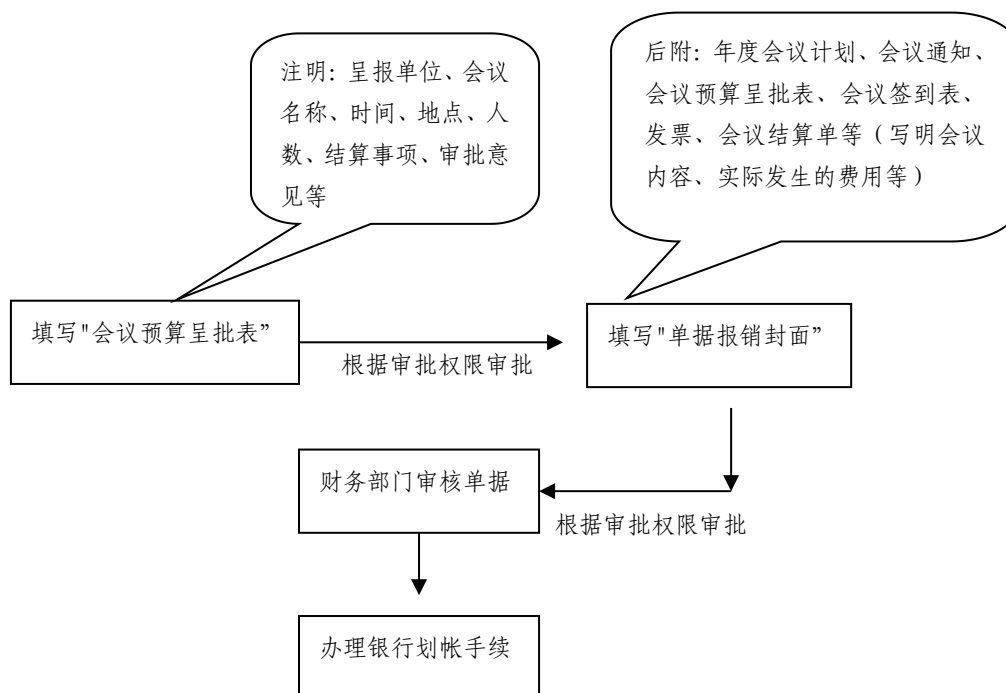 注明：呈报单位、会议
名称、时间、地点、人
数、结算事项、审批意
见等
后附：年度会议计划、会议通知、
会议预算呈批表、会议签到表、
发票、会议结算单等（写明会议
内容、实际发生的费用等）
填写"会议预算呈批表”
根据审批权限审批
填写"单据报销封面”
财务部门审核单据
根据审批权限审批
办理银行划帐手续